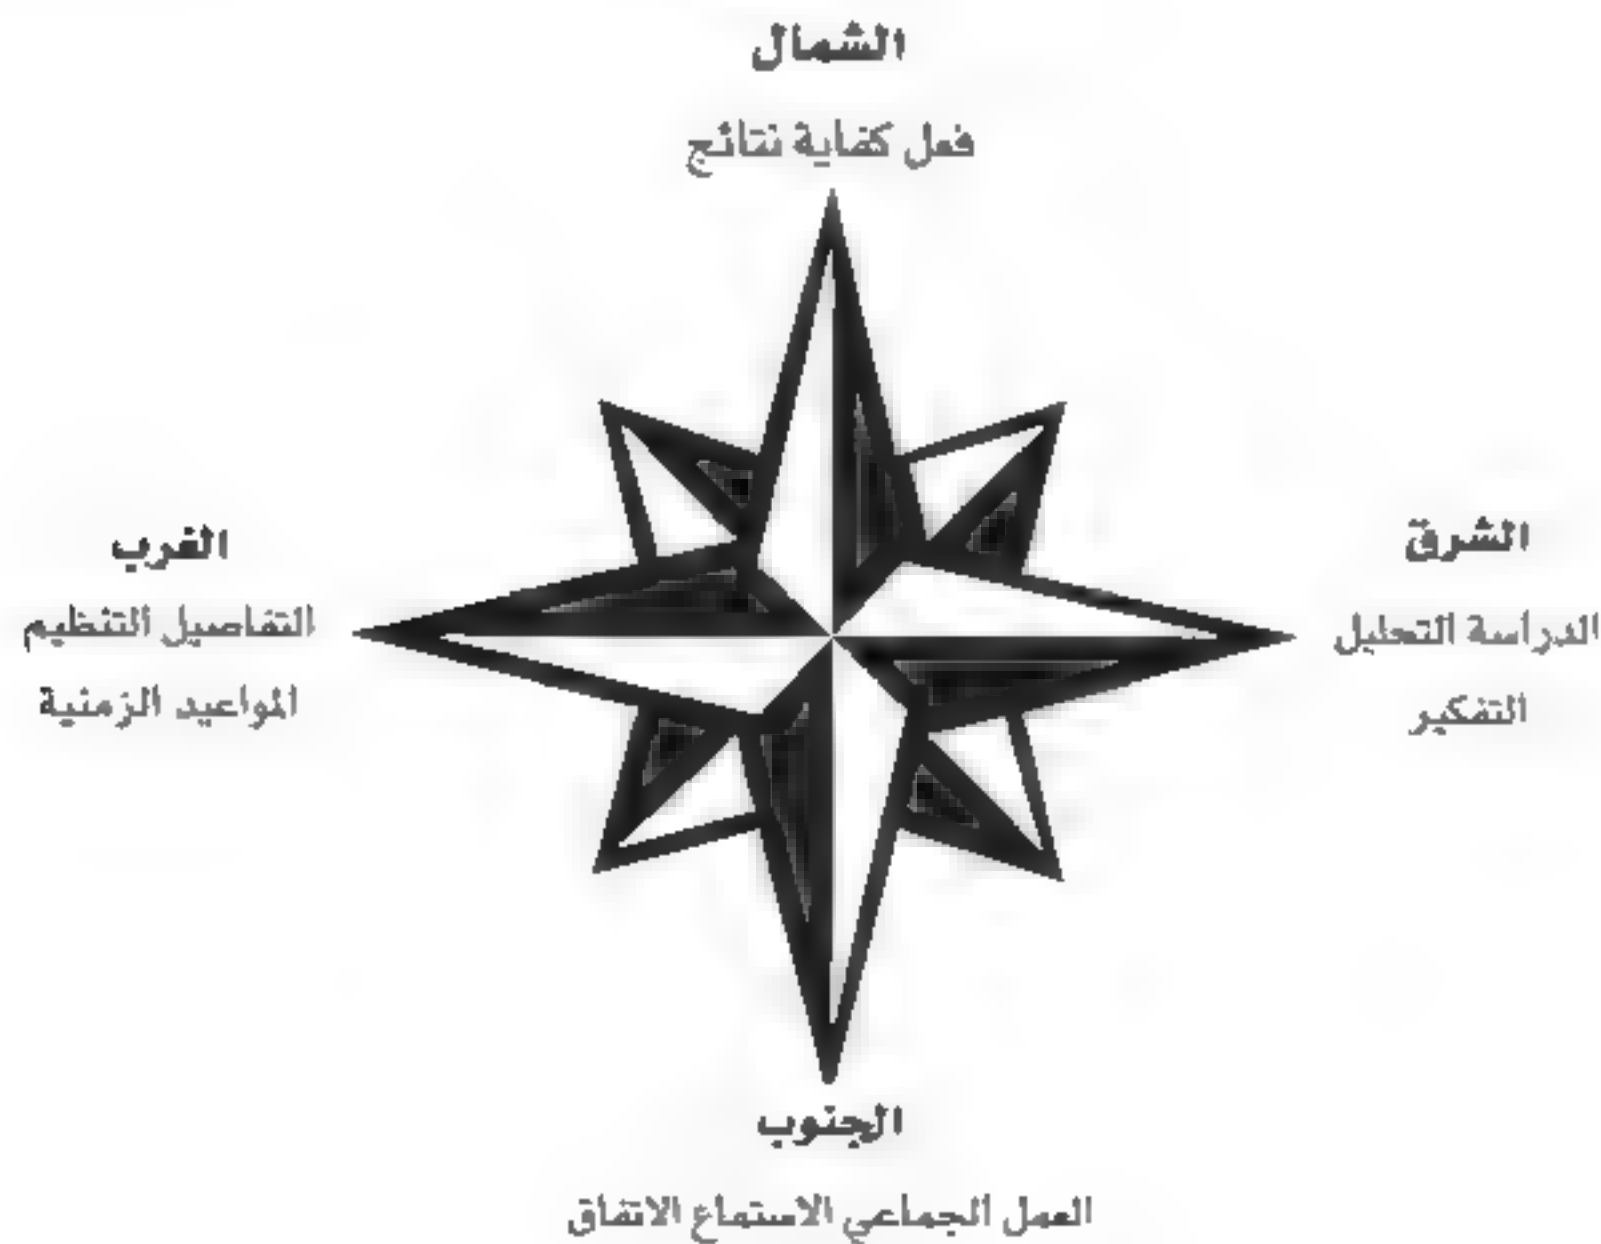 الشمال
فعل كفاية نتائج
الشرق
الدراسة التحليل
التفكير
الغرب
التفاصيل التنظيم
المواعيد الزمنية
الجنوب
العمل الجماعي الاستماع الاتفاق